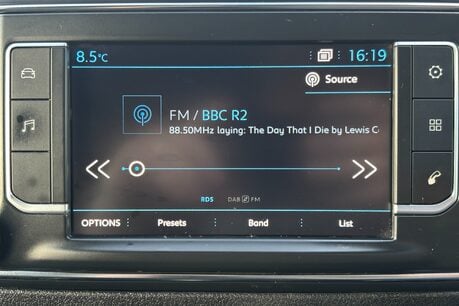 8.5°C
16:19
Source
FM / BBC R2
88.50MHz laying: The Day That I Die by Lewis C
RDS DAB FM
OPTIONS Presets Band List